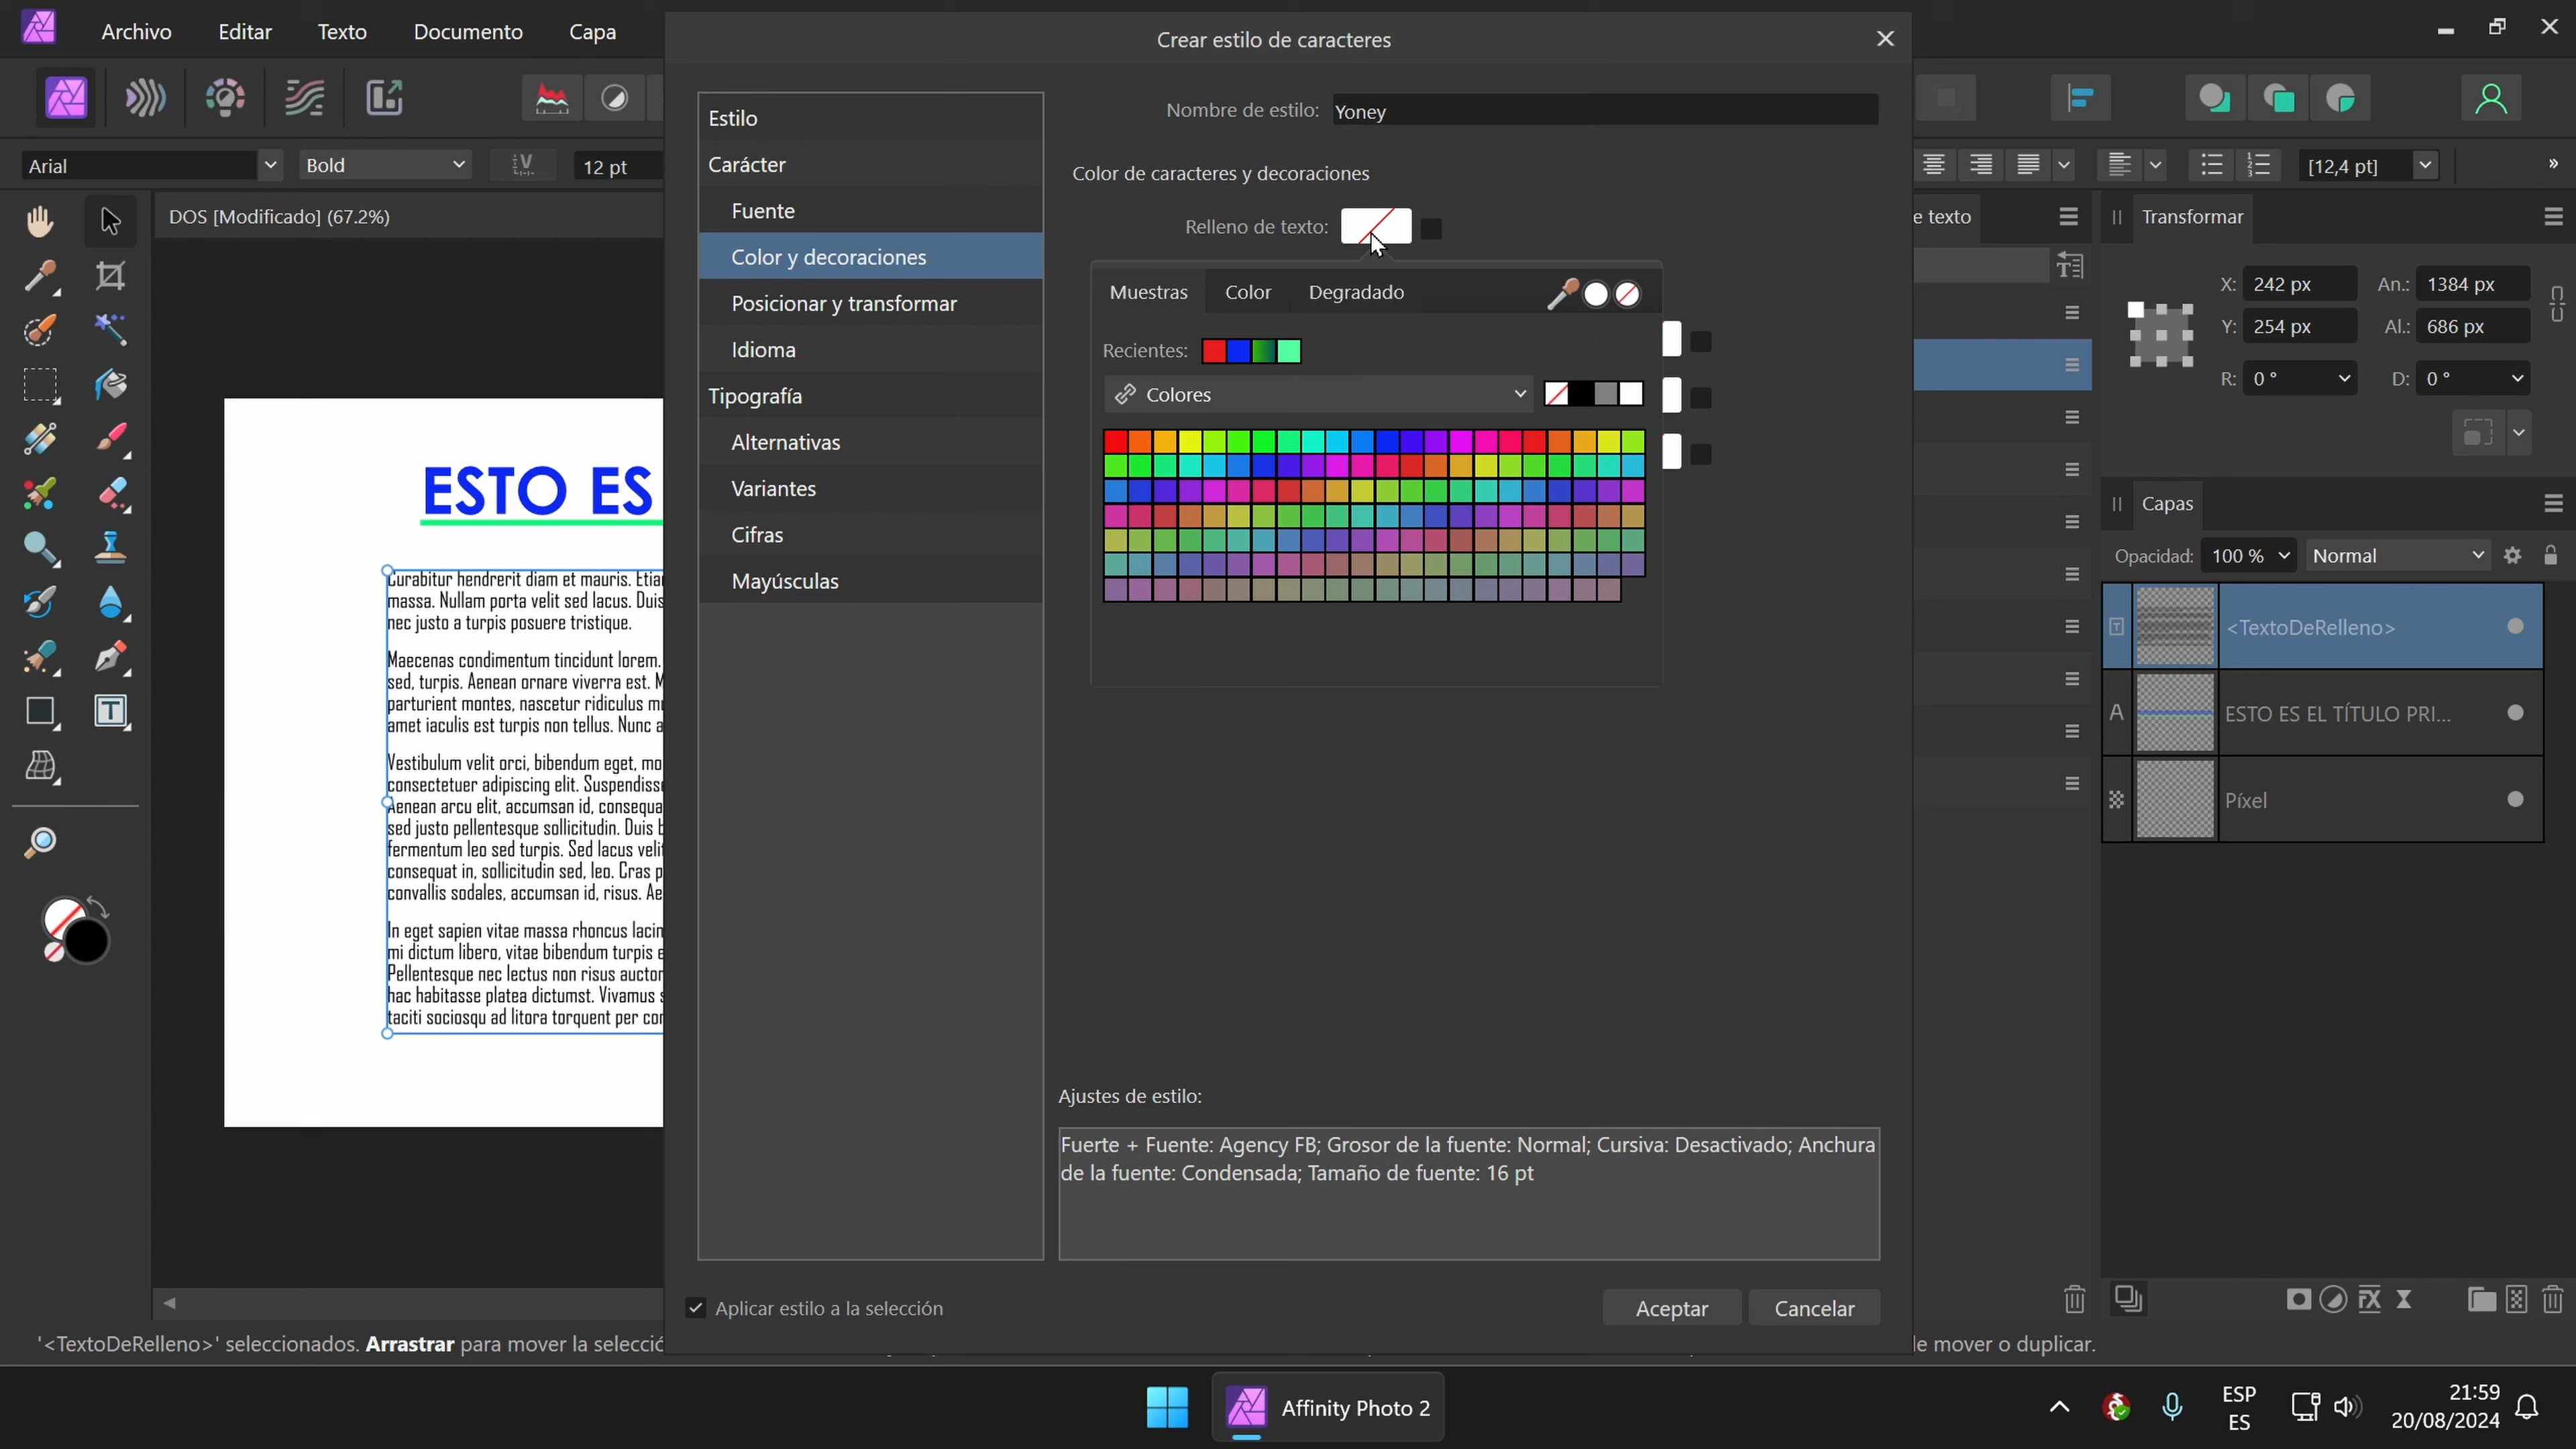 Archivo
Editar
Texto
Documento
Capa
Crear estilo de caracteres
Arial
Bold
12 pt
[12,4 pt]
DOS [Modificado] (67.2%)
Estilo
Carácter
Fuente
Color y decoraciones
Posicionar y transformar
Idioma
Tipografía
Alternativas
Variantes
Cifras
Mayúsculas
Nombre de estilo: Yoney
Color de caracteres y decoraciones
Relleno de texto:
Muestras
Color
Degradado
Recientes:
Colores
Ajustes de estilo:
Fuerte + Fuente: Agency FB; Grosor de la fuente: Normal; Cursiva: Desactivado; Anchura
de la fuente: Condensada; Tamaño de fuente: 16 pt
Aplicar estilo a la selección
Aceptar
Cancelar
ESTO ES
Curabitur hendrerit diam et mauris. Etia
massa. Nullam porta velit sed lacus. Duis
nec justo a turpis posuere tristique.
Maecenas condimentum tincidunt lorem.
sed, turpis. Aenean ornare viverra est. M
parturient montes, nascetur ridiculus m
amet iaculis est turpis non tellus. Nunc a
Vestibulum velit orci, bibendum eget, mo
consectetuer adipiscing elit. Suspendiss
Aenean arcu elit, accumsan id, consequa
sed justo pellentesque sollicitudin. Duis b
fermentum leo sed turpis. Sed lacus velit
consequat in, sollicitudin sed, leo. Cras p
convallis sodales, accumsan id, risus. Ae
In eget sapien vitae massa rhoncus lacin
mi dictum libero, vitae bibendum turpis e
Pellentesque nec lectus non risus auctor
hac habitasse platea dictumst. Vivamus s
taciti sociosqu ad litora torquent per con
e texto
Transformar
X: 242 px
An.: 1384 px
Y: 254 px
Al.: 686 px
R: 0 °
D: 0 °
Capas
Opacidad: 100 %
Normal
<TextoDeRelleno>
A
ESTO ES EL TÍTULO PRI...
Píxel
'<TextoDeRelleno>' seleccionados. Arrastrar para mover la selecció
le mover o duplicar.
Affinity Photo 2
ESP
ES
21:59
20/08/2024